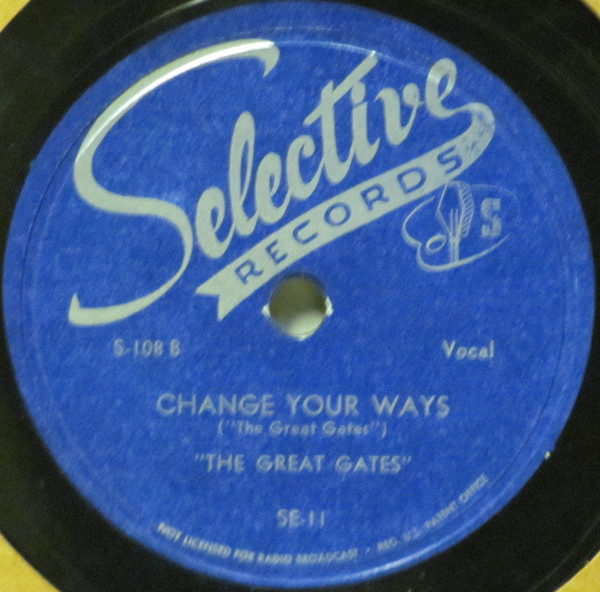 Selective
RECORDS
S
S-108 B
Vocal
CHANGE YOUR WAYS
("The Great Gates")
"THE GREAT GATES"
SE-11
NOT LICENSED FOR RADIO BROADCAST • REG. U.S. PATENT OFFICE